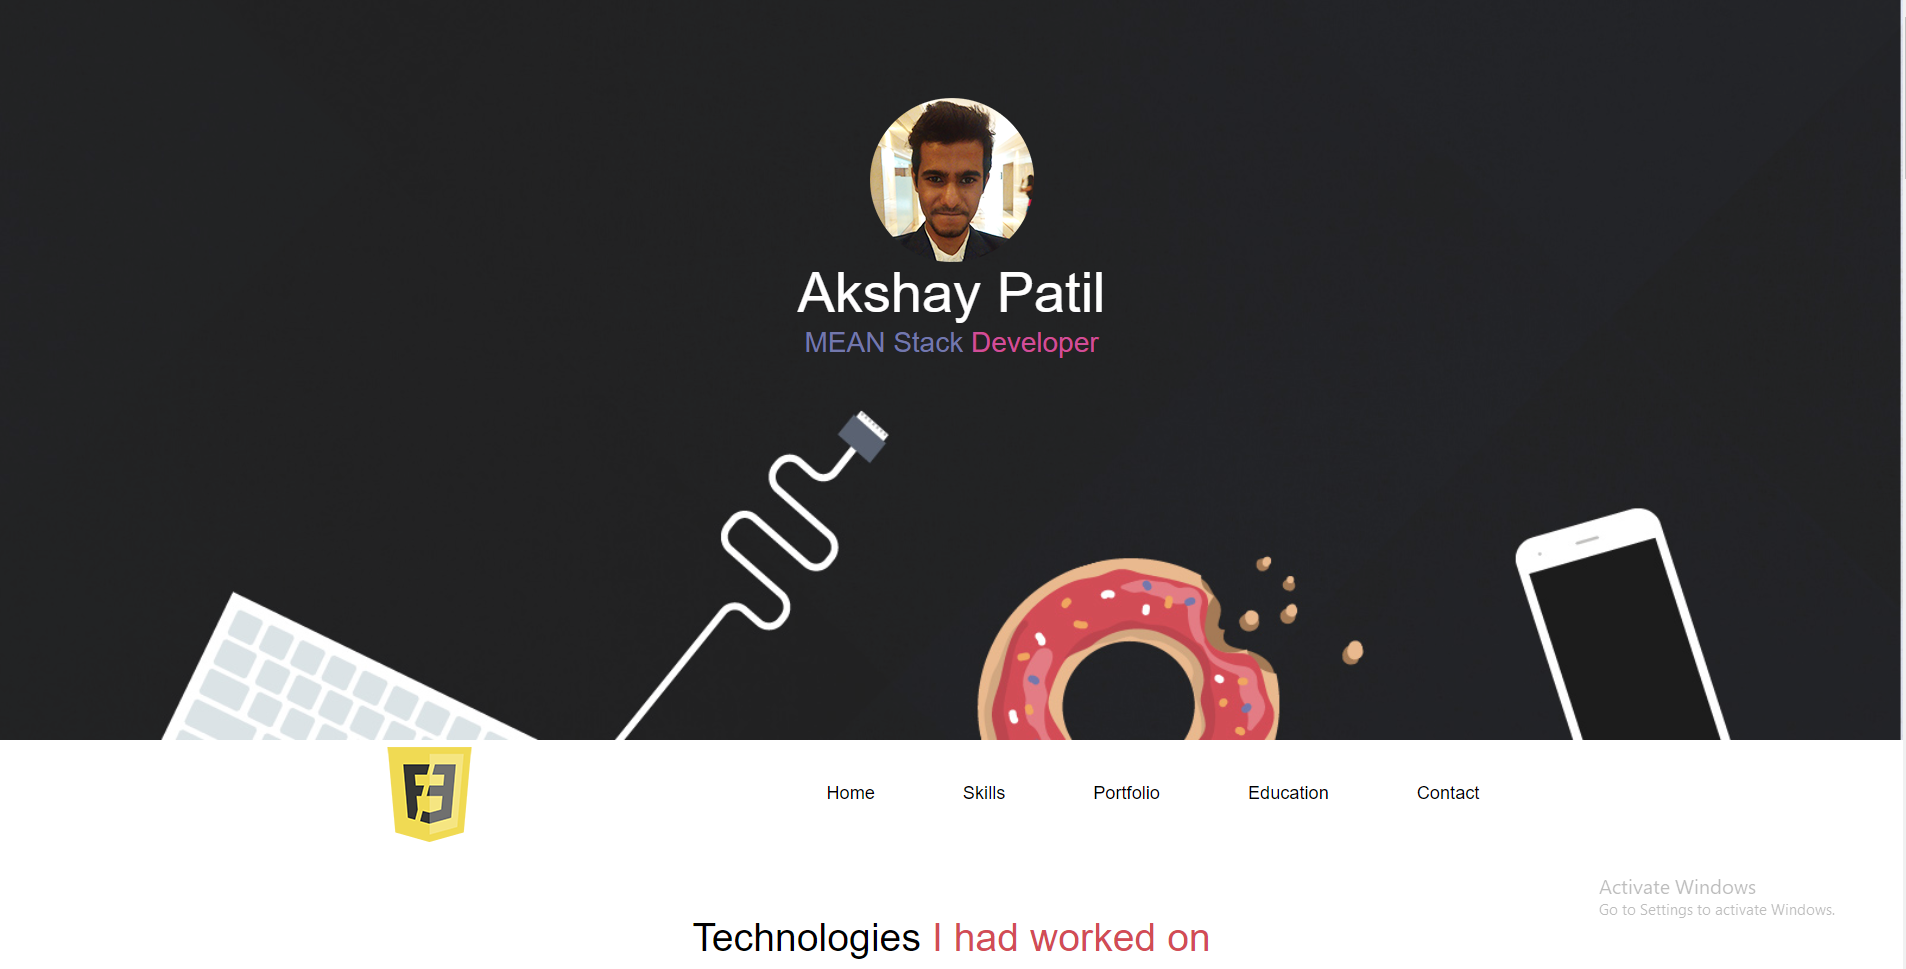 Akshay Patil
MEAN Stack Developer
Home Skills Portfolio Education Contact
Activate Windows
Go to Settings to activate Windows.
Technologies I had worked on